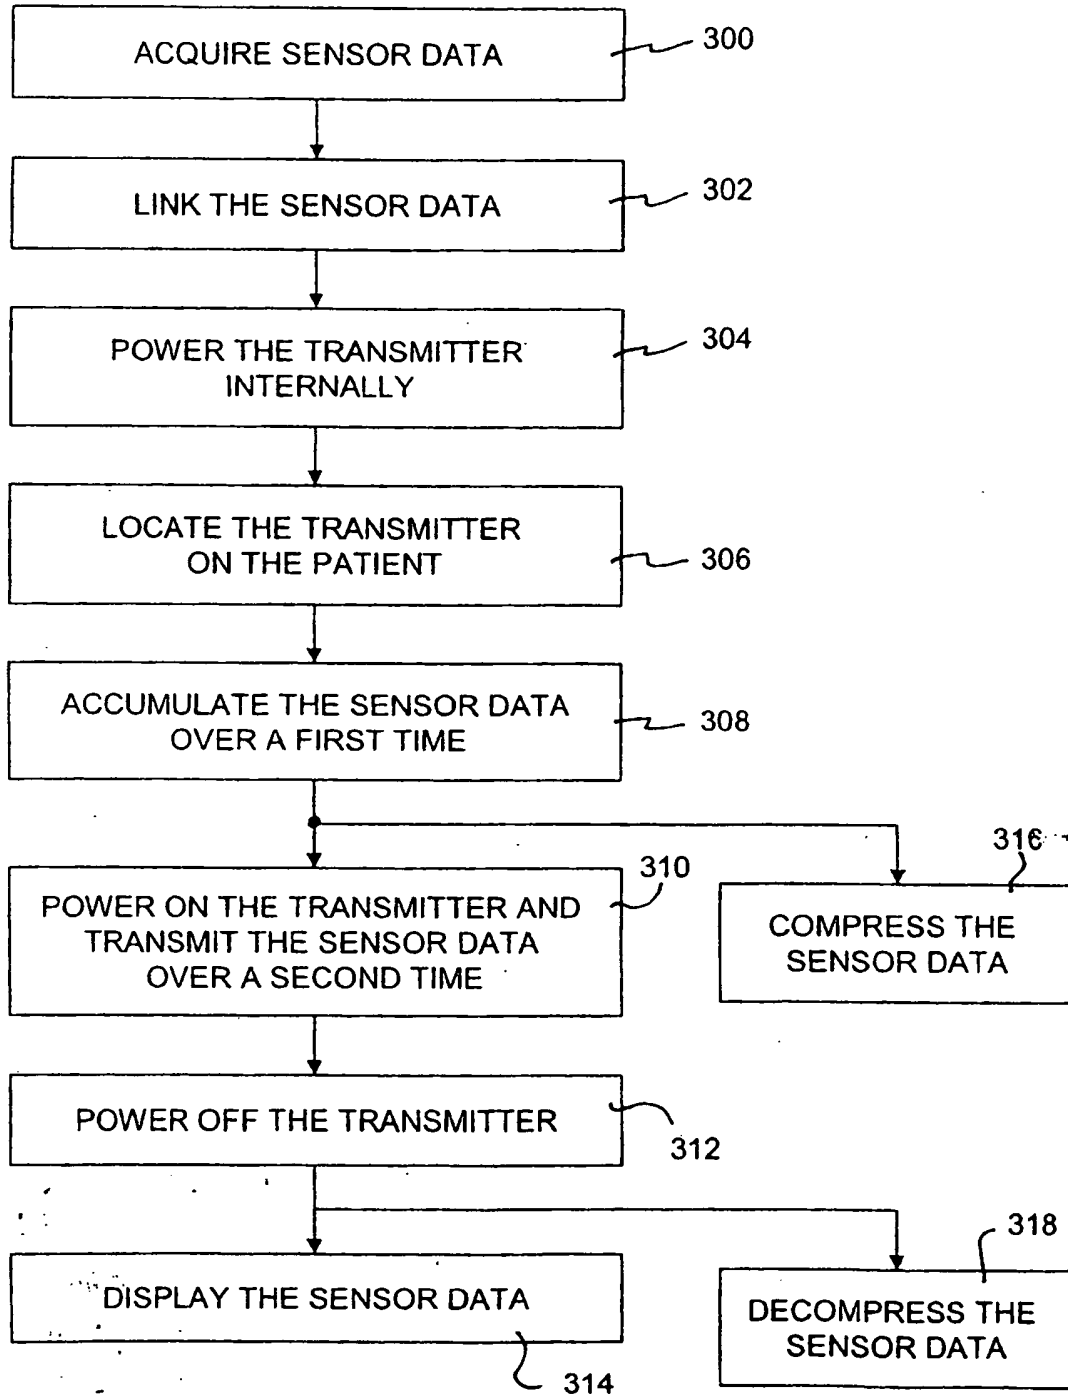 ACQUIRE SENSOR DATA
300
LINK THE SENSOR DATA
302
POWER THE TRANSMITTER
INTERNALLY
304
LOCATE THE TRANSMITTER
ON THE PATIENT
306
ACCUMULATE THE SENSOR DATA
OVER A FIRST TIME
308
310
POWER ON THE TRANSMITTER AND
TRANSMIT THE SENSOR DATA
OVER A SECOND TIME
316
COMPRESS THE
SENSOR DATA
POWER OFF THE TRANSMITTER
312
DISPLAY THE SENSOR DATA
314
318
DECOMPRESS THE
SENSOR DATA